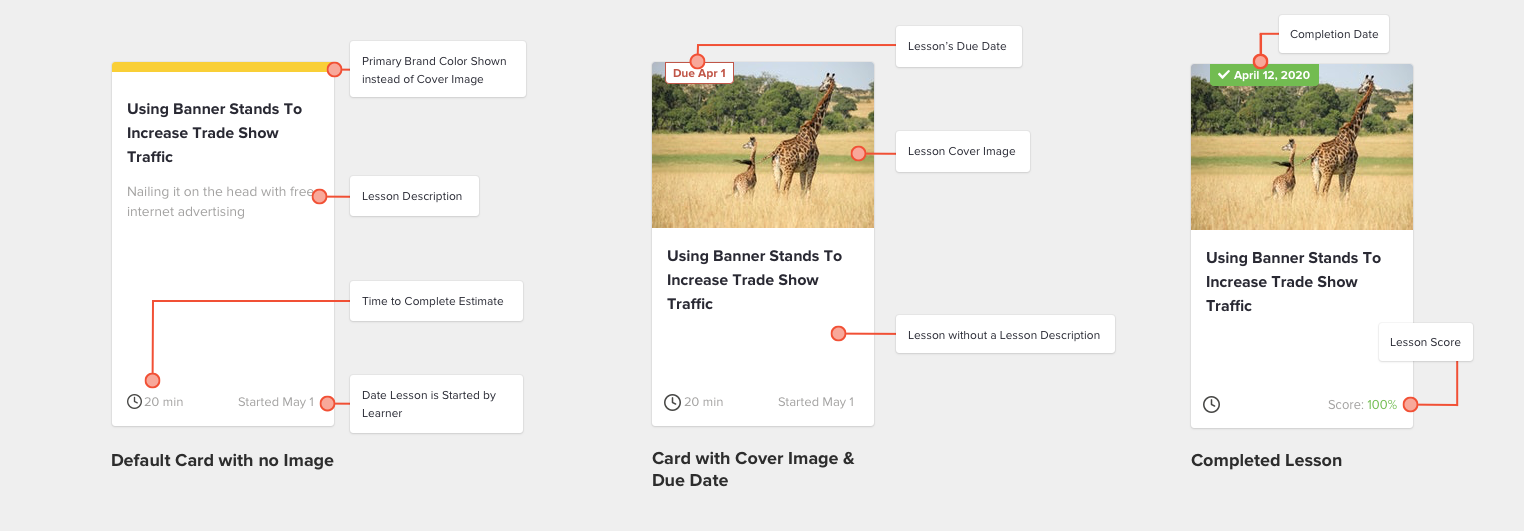 Primary Brand Color Shown
instead of Cover Image
Using Banner Stands To
Increase Trade Show
Traffic
Nailing it on the head with free
internet advertising
Lesson Description
Time to Complete Estimate
20 min
Started May 1
Date Lesson is Started by
Learner
Default Card with no Image
Lesson's Due Date
Due Apr 1
Lesson Cover Image
Using Banner Stands To
Increase Trade Show
Traffic
Lesson without a Lesson Description
20 min
Started May 1
Card with Cover Image &
Due Date
Completion Date
April 12, 2020
Using Banner Stands To
Increase Trade Show
Traffic
Lesson Score
Score: 100%
Completed Lesson